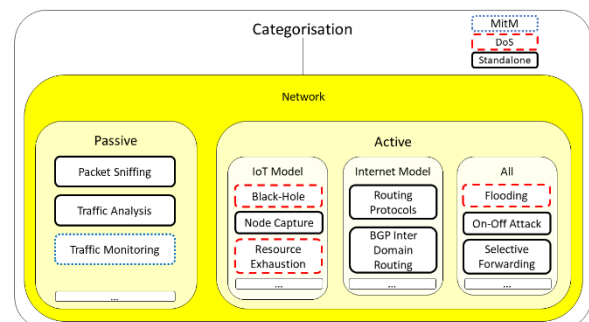 Categorisation
MitM
DoS
Standalone
Network
Passive
Packet Sniffing
Traffic Analysis
Traffic Monitoring
...
Active
IoT Model
Black-Hole
Node Capture
Resource
Exhaustion
...
Internet Model
Routing
Protocols
BGP Inter
Domain
Routing
...
All
Flooding
On-Off Attack
Selective
Forwarding
...